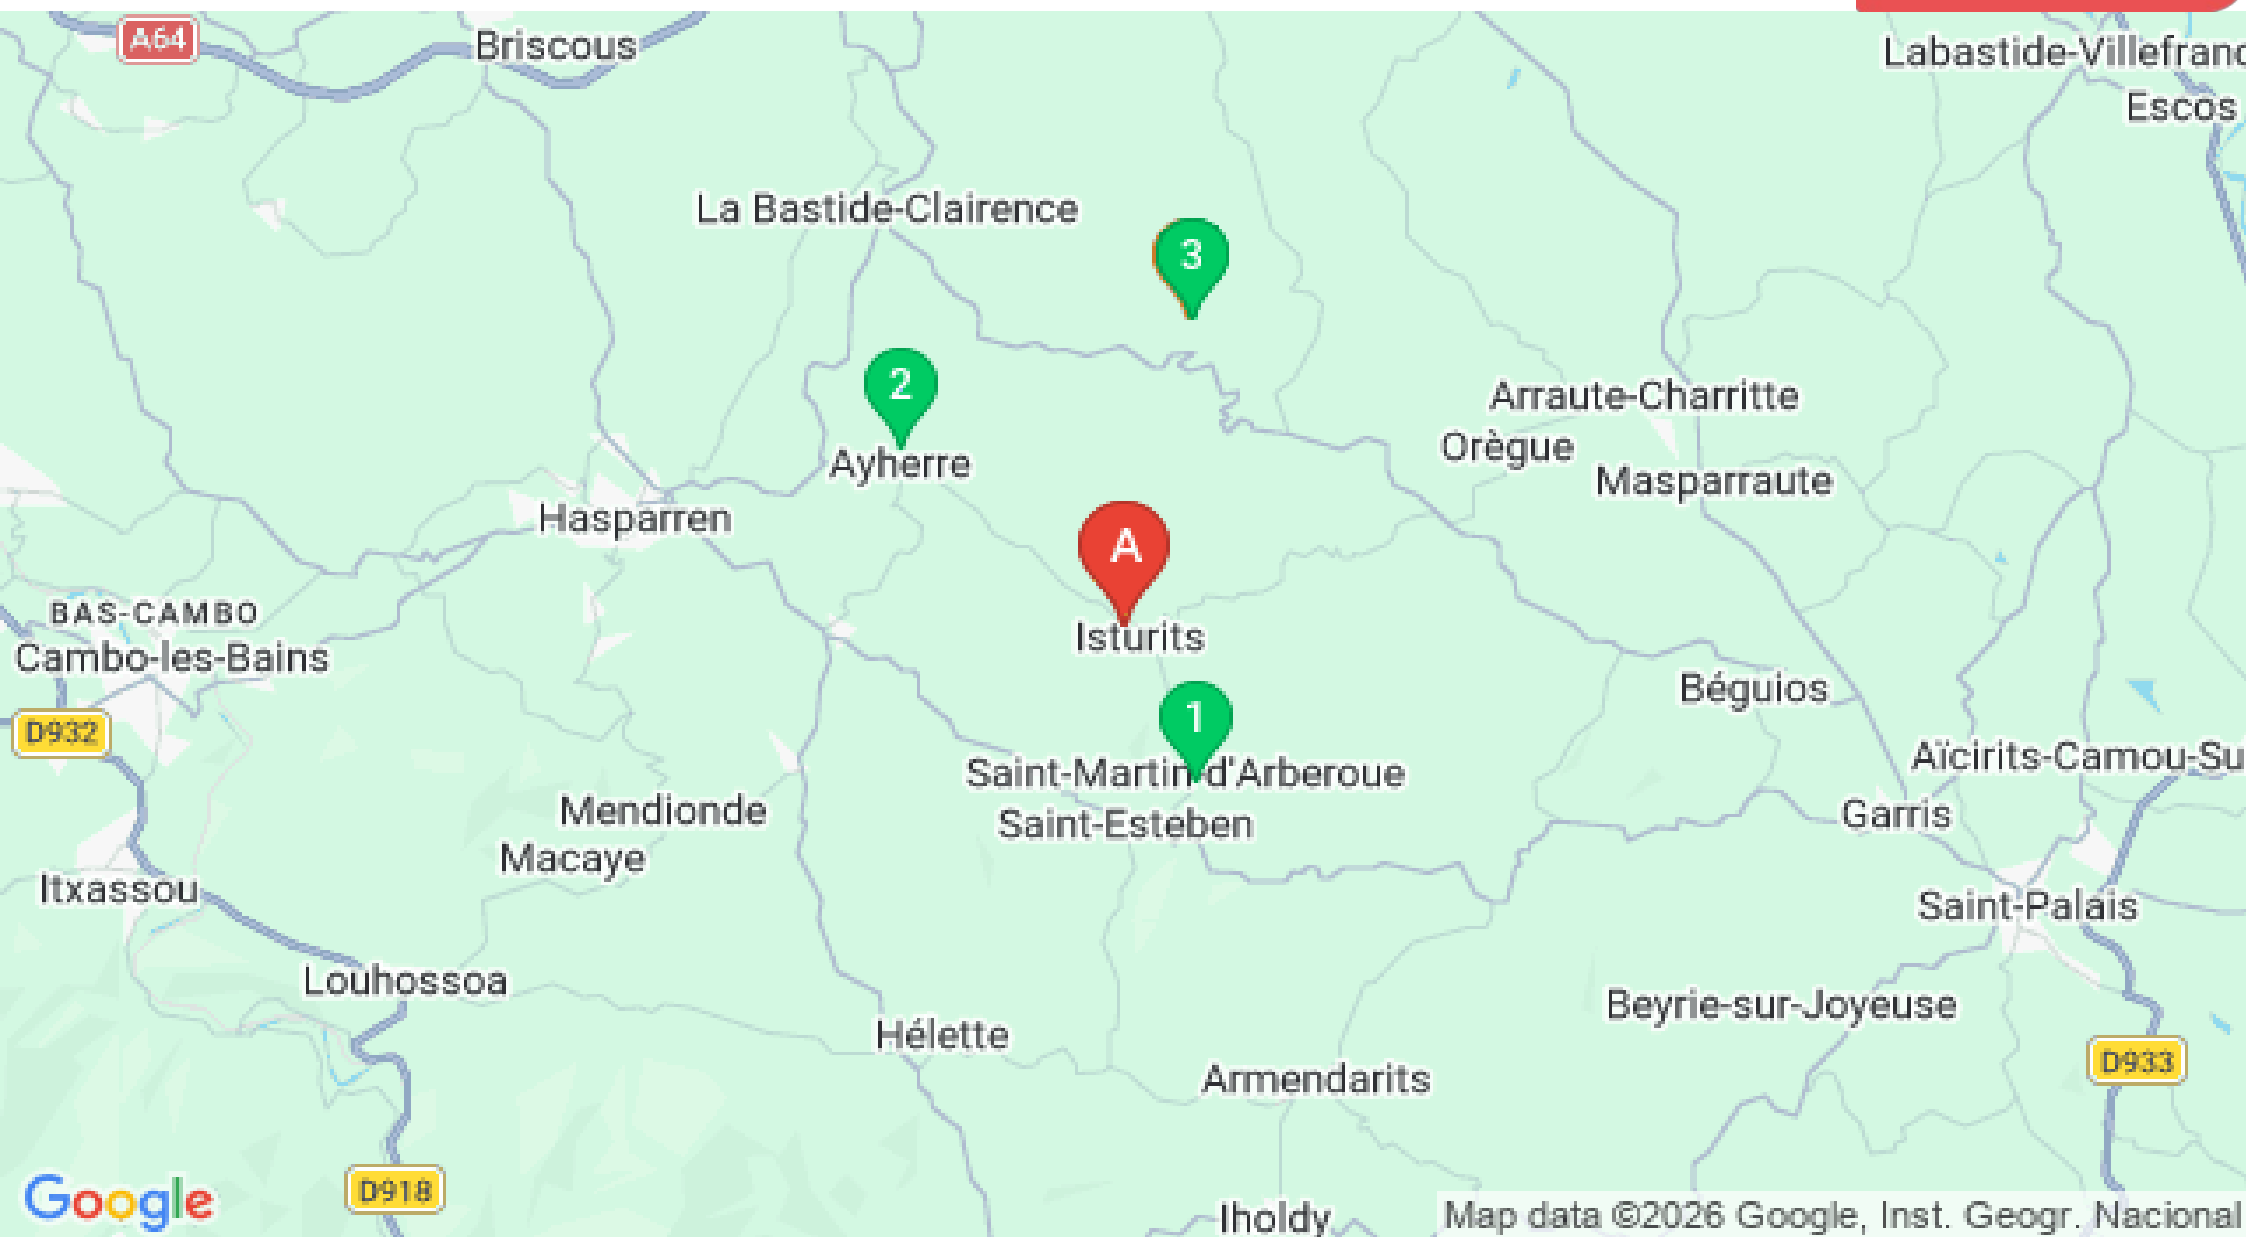 A64
Briscous
Labastide-Villefranc
Escos
La Bastide-Clairence
3
2
Ayherre
Arraute-Charritte
Orègue
Masparraute
Hasparren
A
Isturits
BAS-CAMBO
Cambo-les-Bains
Béguios
D932
1
Saint-Martin-d'Arberoue
Saint-Esteben
Aïcirits-Camou-Su
Mendionde
Macaye
Garris
Itxassou
Saint-Palais
Louhossoa
Hélette
Beyrie-sur-Joyeuse
Armendarits
D933
D918
Google
Iholdy
Map data ©2026 Google, Inst. Geogr. Nacional